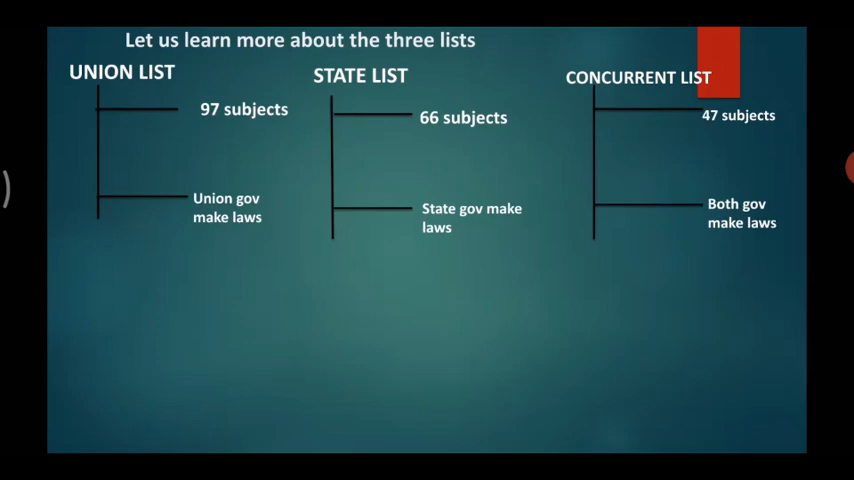 Let us learn more about the three lists
UNION LIST
97 subjects
Union gov
make laws
STATE LIST
66 subjects
State gov make
laws
CONCURRENT LIST
47 subjects
Both gov
make laws